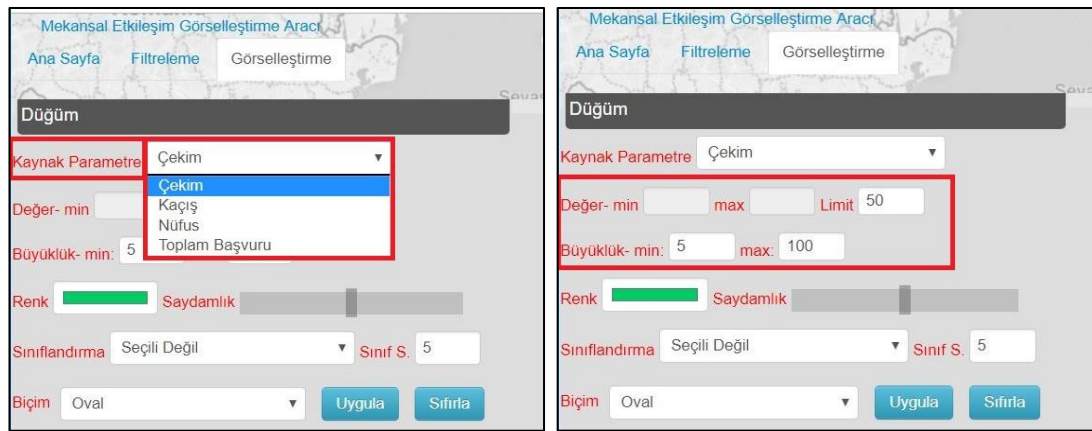 Mekansal Etkileşim Görselleştirme Aracı
Ana Sayfa Filtreleme Görselleştirme
Düğüm
Kaynak Parametre Çekim
Çekim
Kaçış
Nüfus
Toplam Başvuru
Değer- min
Büyüklük- min: 5
Renk Saydamlık
Sınıflandırma Seçili Değil Sınıf S. 5
Biçim Oval Uygula Sıfırla
Mekansal Etkileşim Görselleştirme Aracı
Ana Sayfa Filtreleme Görselleştirme
Düğüm
Kaynak Parametre Çekim
Değer- min max Limit 50
Büyüklük- min: 5 max: 100
Renk Saydamlık
Sınıflandırma Seçili Değil Sınıf S. 5
Biçim Oval Uygula Sıfırla